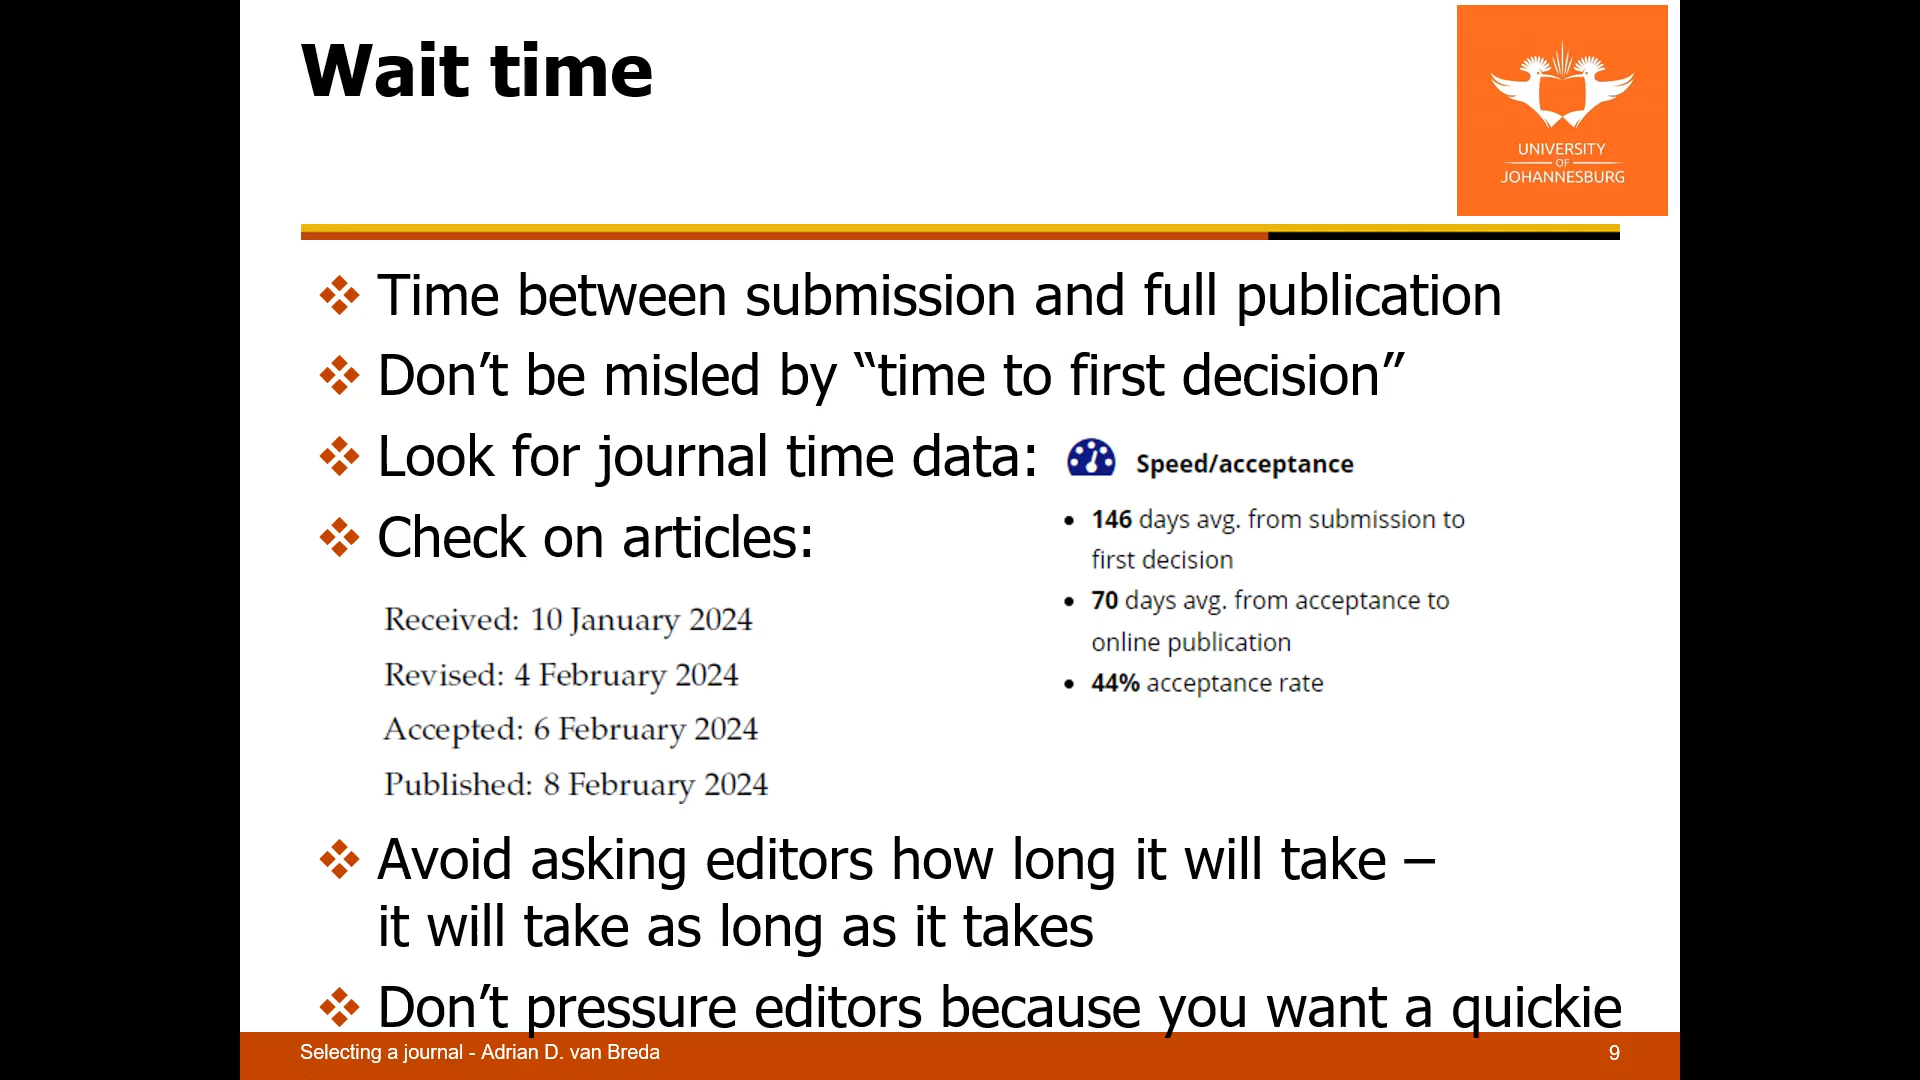 Wait time
UNIVERSITY
OF
JOHANNESBURG
Time between submission and full publication
Don’t be misled by “time to first decision”
Look for journal time data:
Speed/acceptance
146 days avg. from submission to
first decision
70 days avg. from acceptance to
online publication
44% acceptance rate
Check on articles:
Received: 10 January 2024
Revised: 4 February 2024
Accepted: 6 February 2024
Published: 8 February 2024
Avoid asking editors how long it will take –
it will take as long as it takes
Don’t pressure editors because you want a quickie
Selecting a journal - Adrian D. van Breda
9